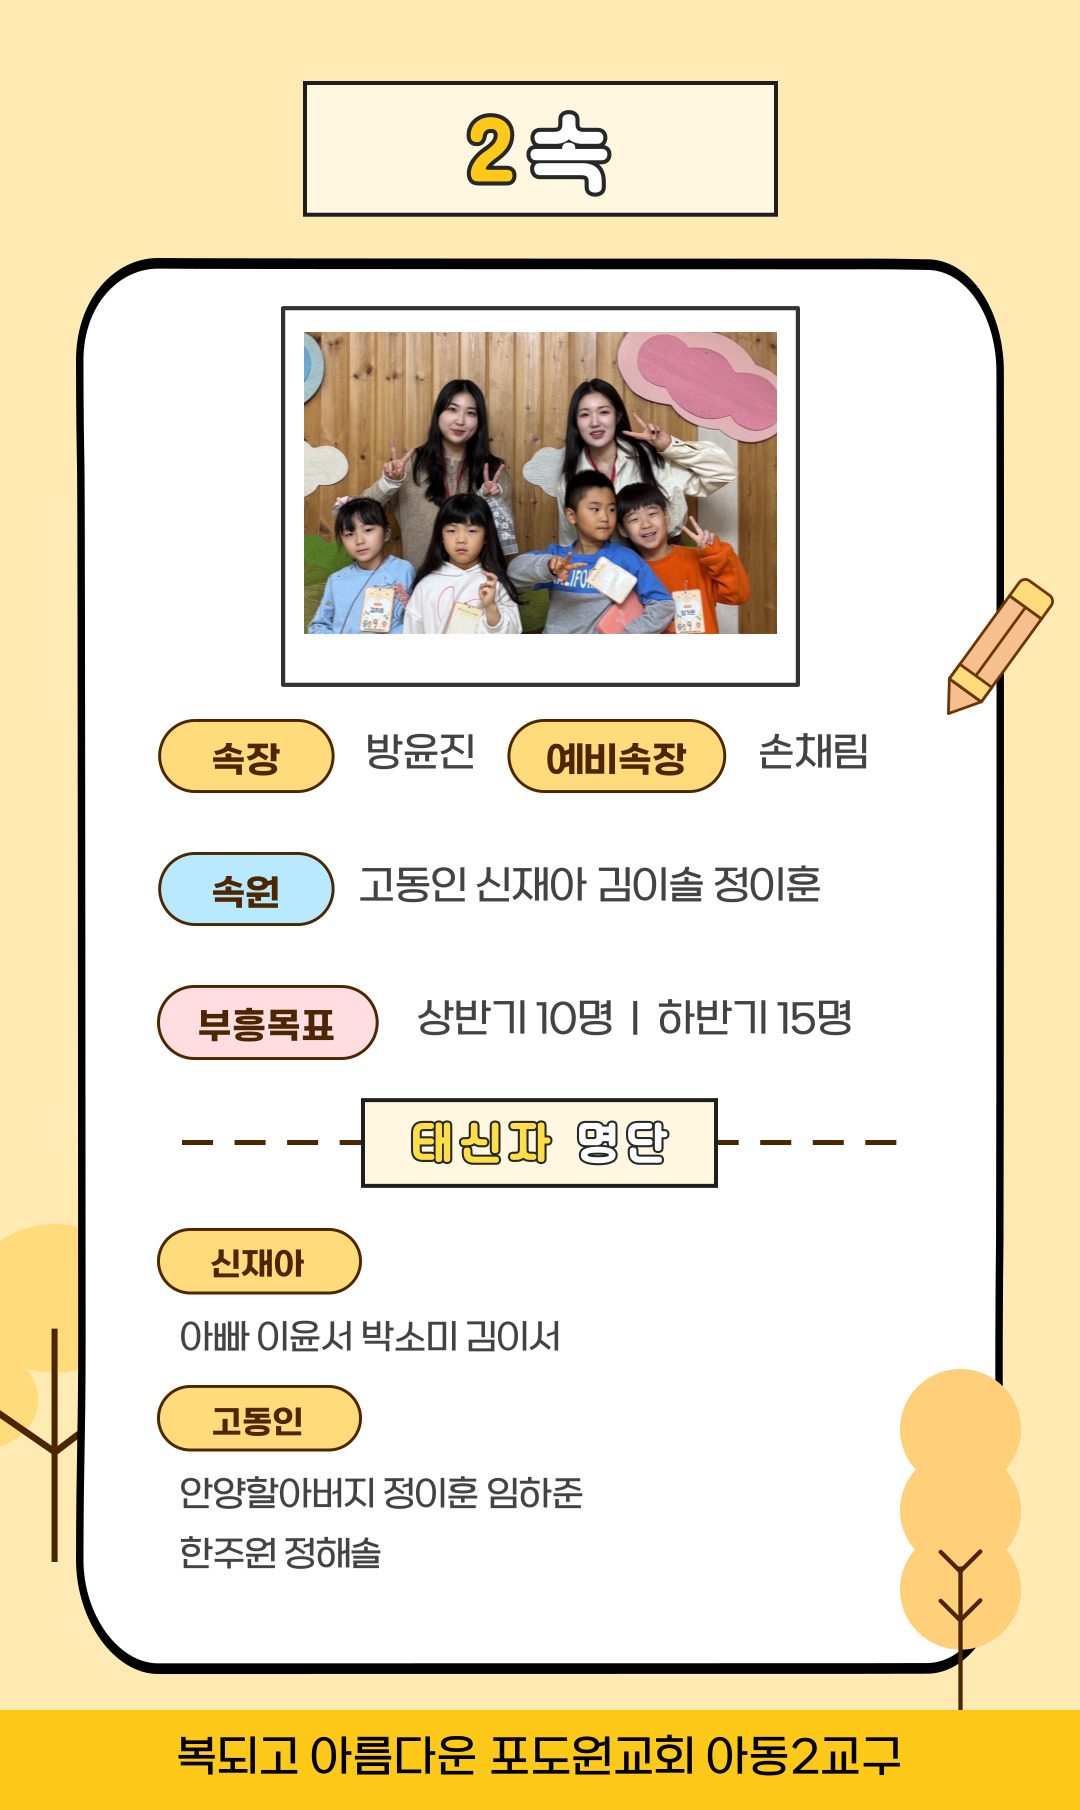 2속
속장 방윤진 예비속장 손채림
속원 고동인 신재아 김이솔 정이훈
부흥목표 상반기 10명 | 하반기 15명
태신자 명단
신재아
아빠 이윤서 박소미 김이서
고동인
안양할아버지 정이훈 임하준
한주원 정해솔
복되고 아름다운 포도원교회 아동2교구